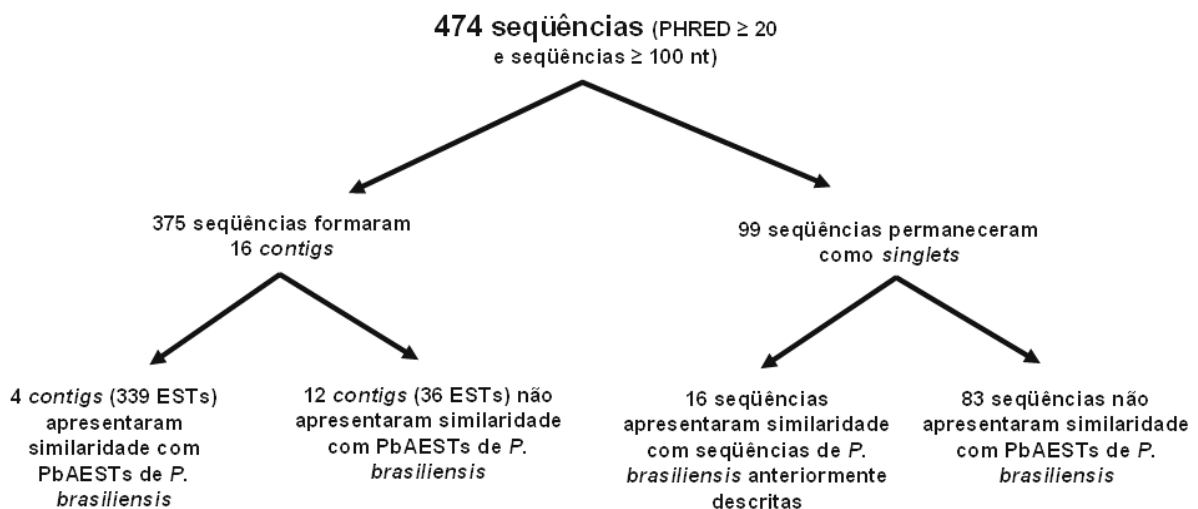 474 seqüências (PHRED ≥ 20
e seqüências ≥ 100 nt)
375 seqüências formaram
16 contigs
99 seqüências permaneceram
como singlets
4 contigs (339 ESTs)
apresentaram
similaridade com
PbAESTs de P.
brasiliensis
12 contigs (36 ESTs) não
apresentaram similaridade
com PbAESTs de P.
brasiliensis
16 seqüências
apresentaram similaridade
com seqüências de P.
brasiliensis anteriormente
descritas
83 seqüências não
apresentaram similaridade
com PbAESTs de P.
brasiliensis